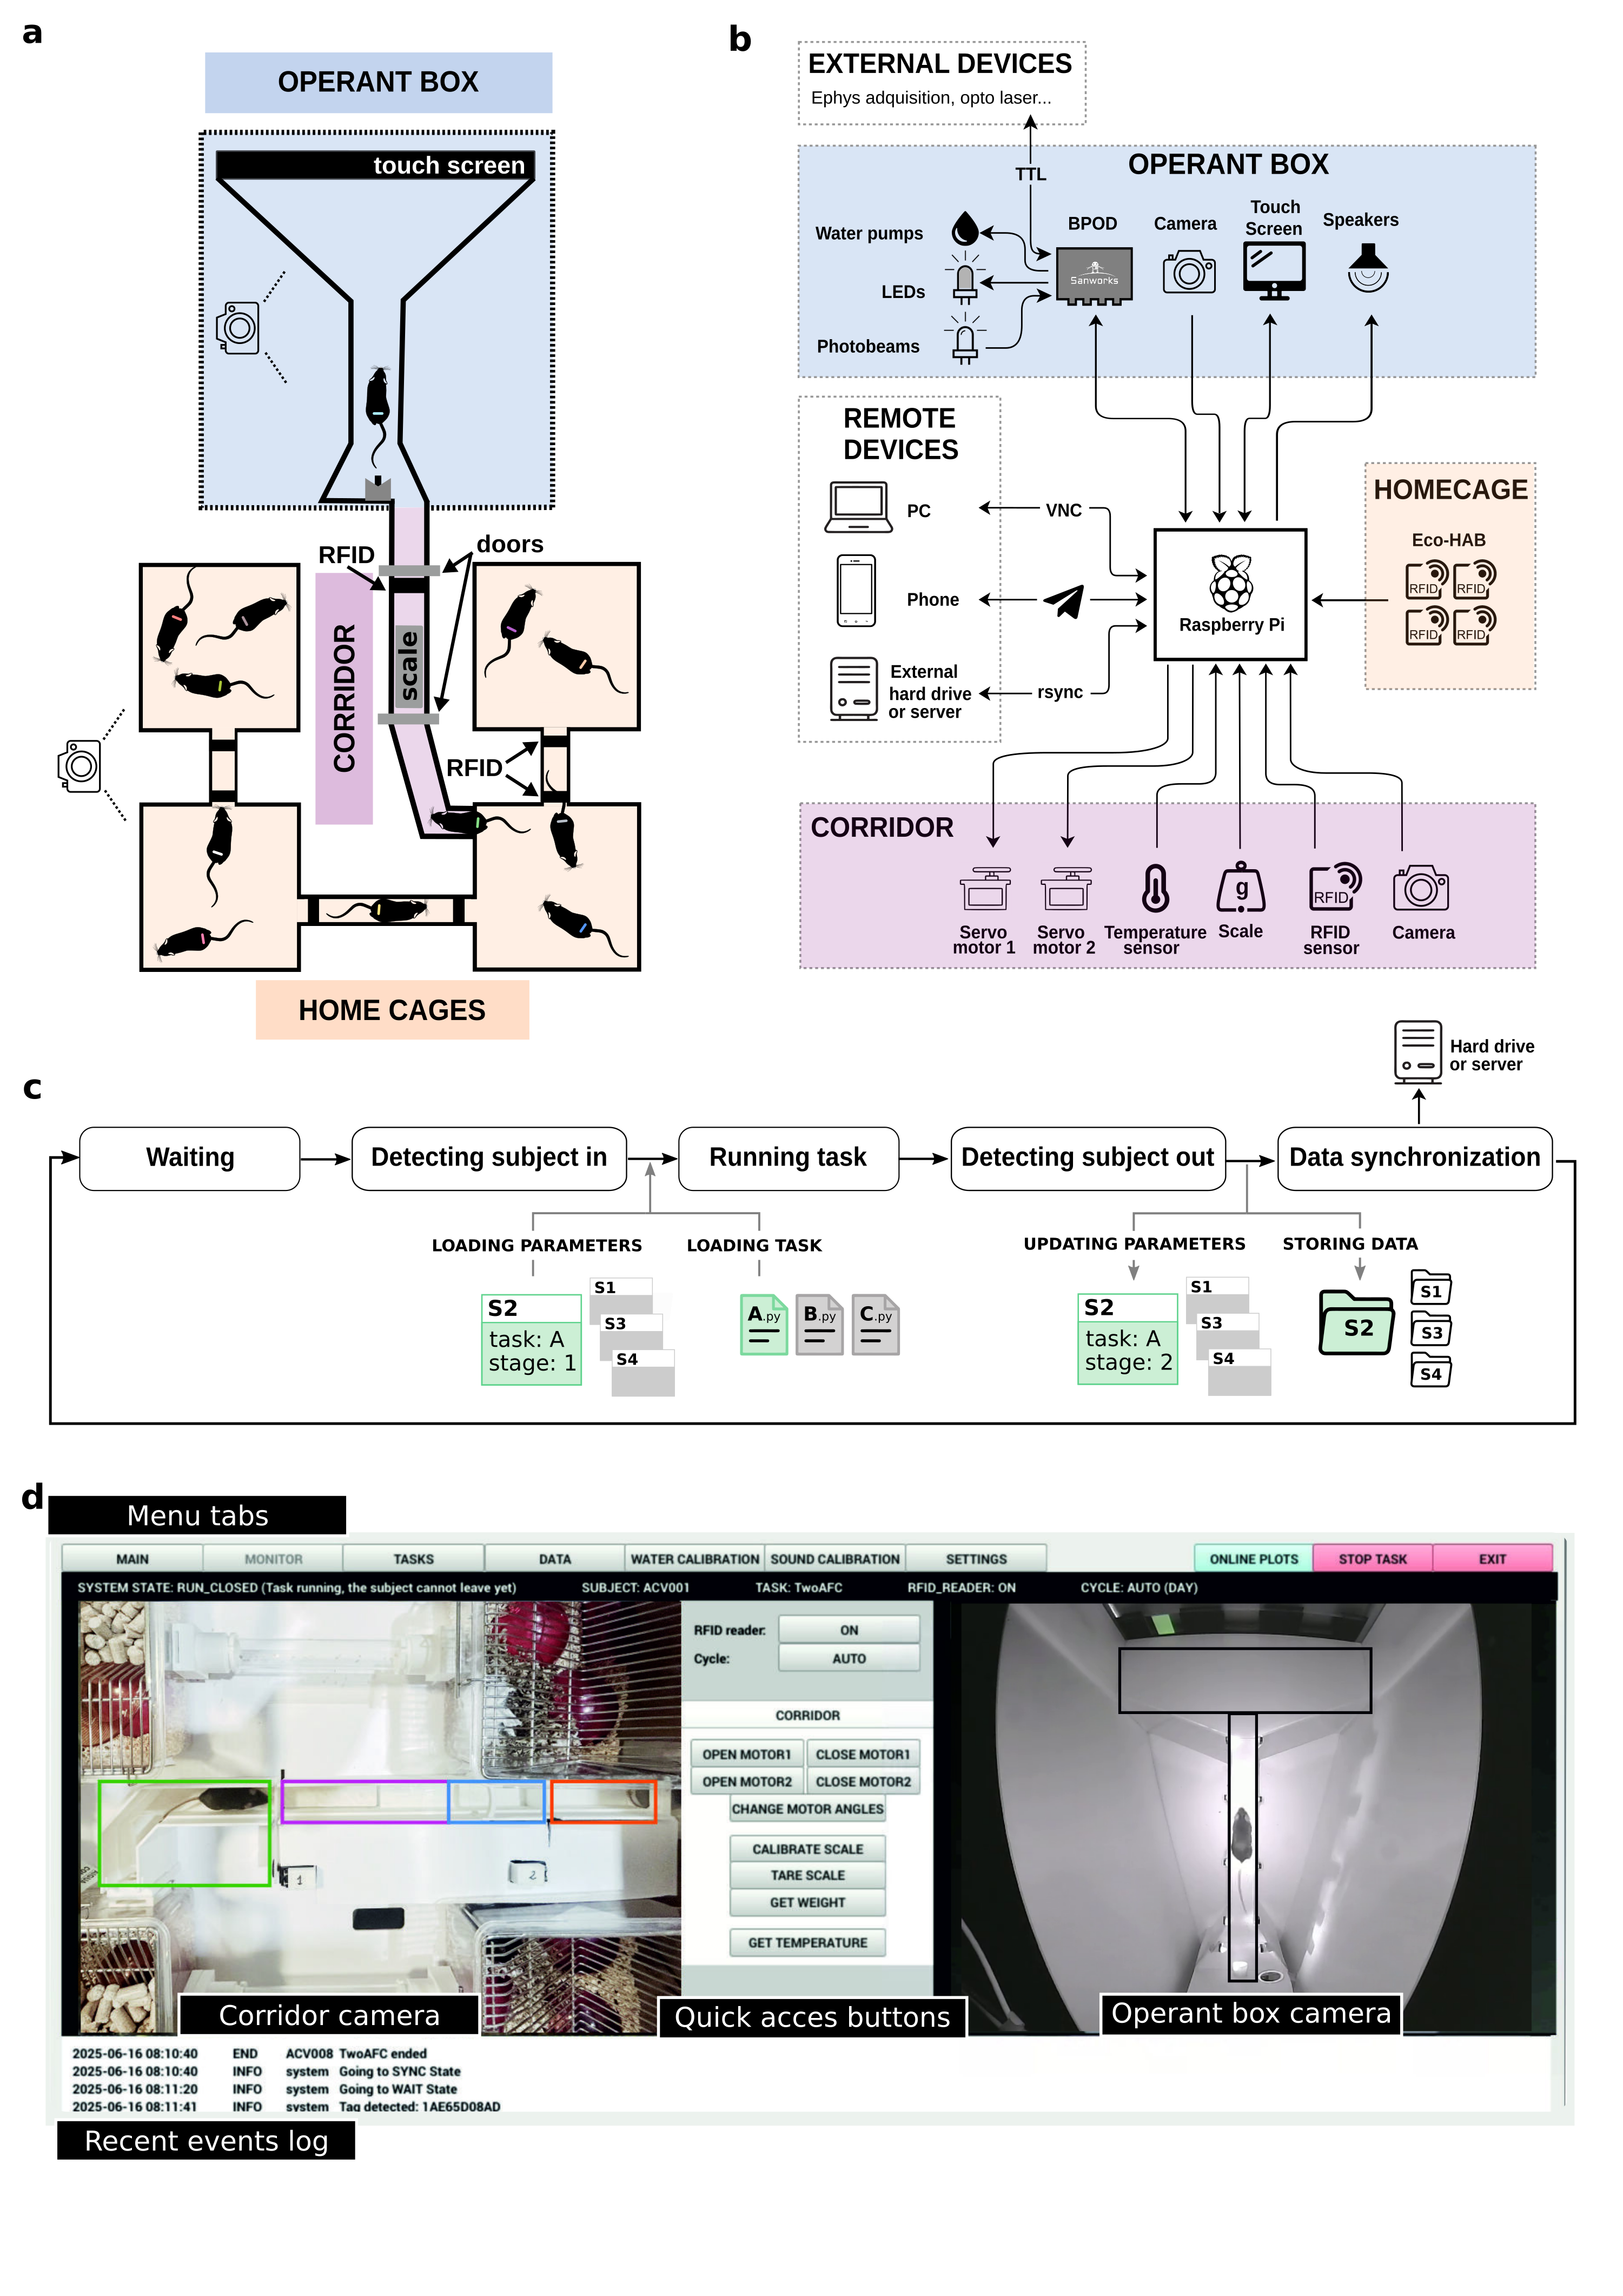 a
OPERANT BOX
touch screen
RFID
doors
CORRIDOR
scale
RFID
HOME CAGES
b
EXTERNAL DEVICES
Ephys adquisition, opto laser...
OPERANT BOX
TTL
Water pumps
LEDs
Photobeams
BPOD
Sanworks
Camera
Touch
Screen
Speakers
REMOTE
DEVICES
PC
VNC
Phone
External
hard drive
or server
rsync
Raspberry Pi
HOMECAGE
Eco-HAB
RFID
RFID
RFID
RFID
CORRIDOR
Servo
motor 1
Servo
motor 2
Temperature
sensor
g
Scale
RFID
RFID
sensor
Camera
c
Hard drive
or server
Waiting
Detecting subject in
Running task
Detecting subject out
Data synchronization
LOADING PARAMETERS
LOADING TASK
UPDATING PARAMETERS
STORING DATA
S2
task: A
stage: 1
S1
S3
S4
A.py
B.py
C.py
S2
task: A
stage: 2
S1
S3
S4
S2
S1
S3
S4
d
Menu tabs
MAIN
MONITOR
TASKS
DATA
WATER CALIBRATION
SOUND CALIBRATION
SETTINGS
ONLINE PLOTS
STOP TASK
EXIT
SYSTEM STATE: RUN_CLOSED (Task running, the subject cannot leave yet)
SUBJECT: ACV001
TASK: TwoAFC
RFID_READER: ON
CYCLE: AUTO (DAY)
RFID reader:
ON
Cycle:
AUTO
CORRIDOR
OPEN MOTOR1
CLOSE MOTOR1
OPEN MOTOR2
CLOSE MOTOR2
CHANGE MOTOR ANGLES
CALIBRATE SCALE
TARE SCALE
GET WEIGHT
GET TEMPERATURE
1
2
Corridor camera
Quick acces buttons
Operant box camera
2025-06-16 08:10:40 END ACV008 TwoAFC ended
2025-06-16 08:10:40 INFO system Going to SYNC State
2025-06-16 08:11:20 INFO system Going to WAIT State
2025-06-16 08:11:41 INFO system Tag detected: 1AE65D08AD
Recent events log